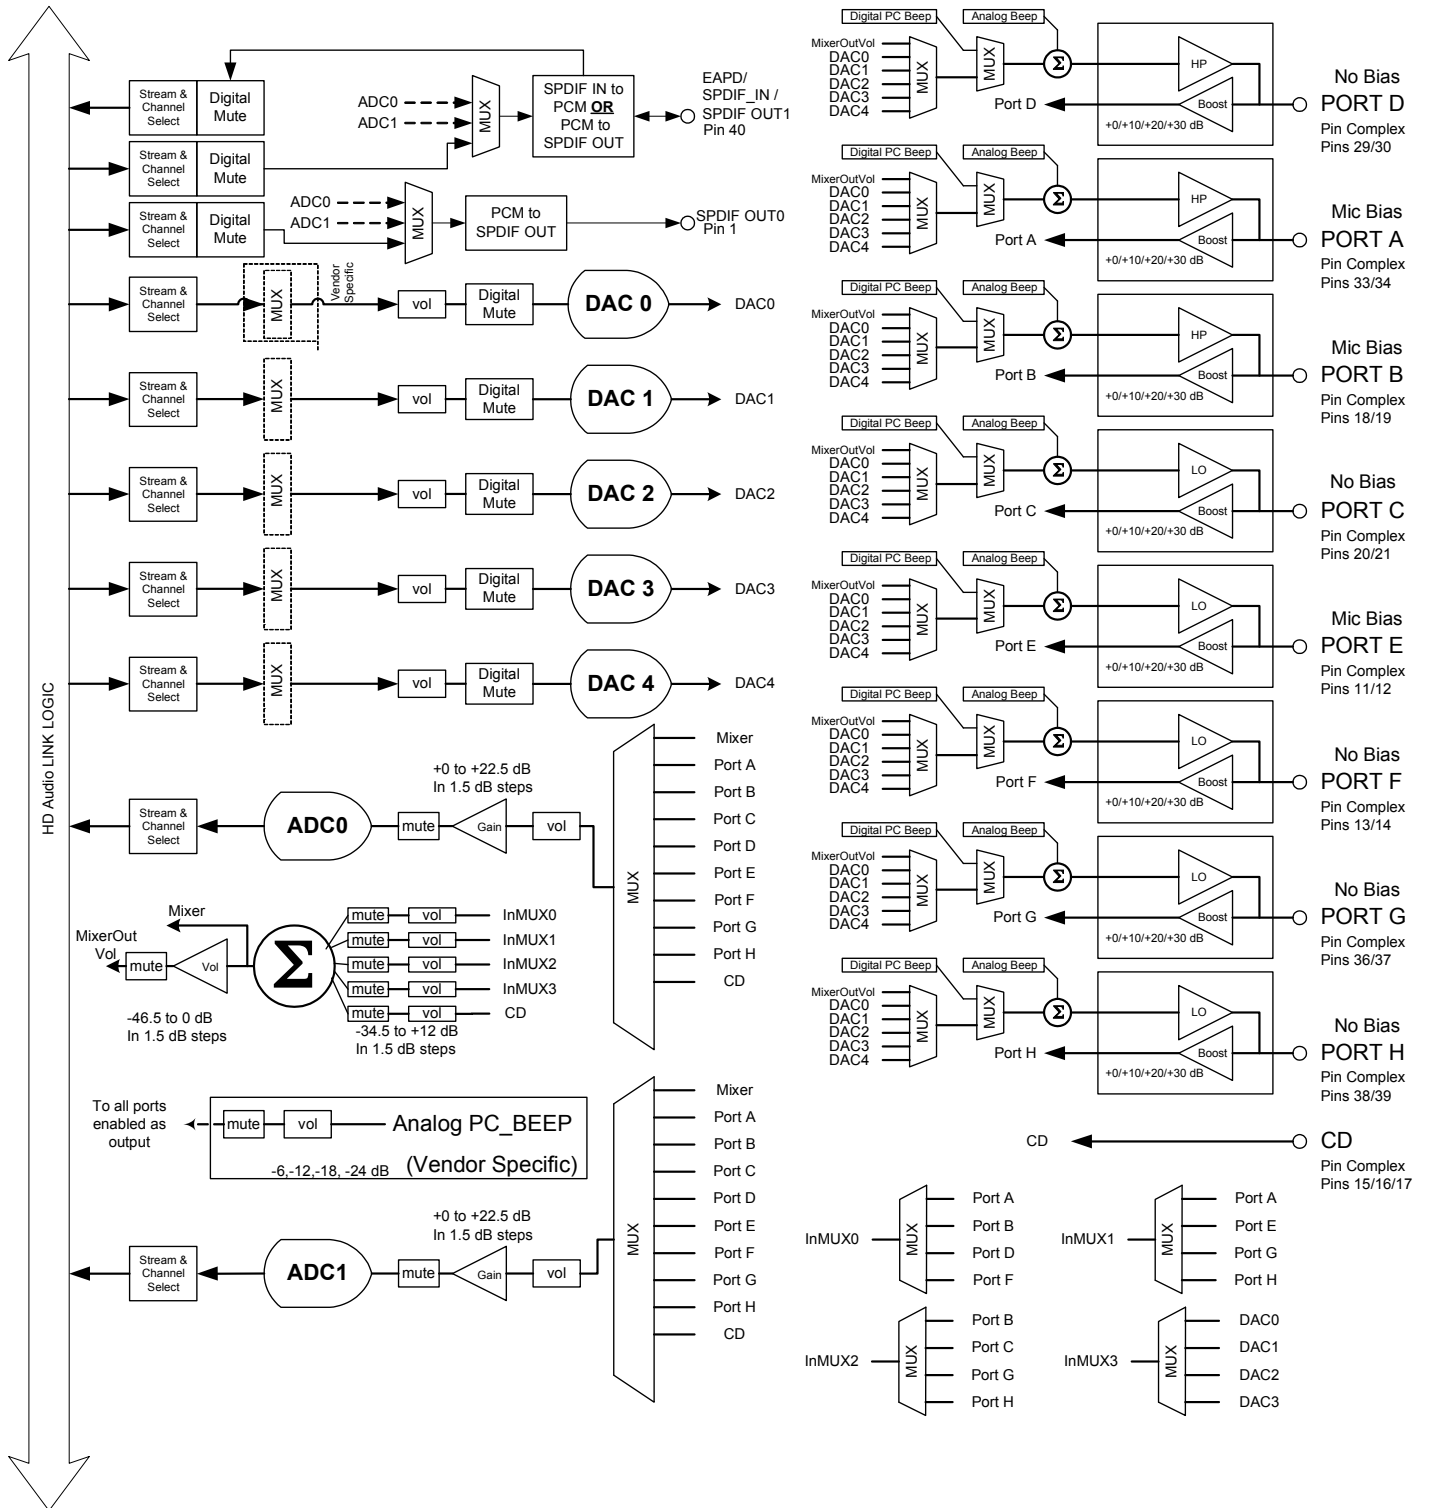 HD Audio LINK LOGIC
Stream &
Channel
Select
Digital
Mute
ADC0
ADC1
MUX
SPDIF IN to
PCM OR
PCM to
SPDIF OUT
EAPD/
SPDIF_IN /
SPDIF OUT1
Pin 40
Stream &
Channel
Select
Digital
Mute
Stream &
Channel
Select
Digital
Mute
ADC0
ADC1
MUX
PCM to
SPDIF OUT
SPDIF OUT0
Pin 1
Stream &
Channel
Select
MUX
Vendor
Specific
vol
Digital
Mute
DAC 0
DAC0
Stream &
Channel
Select
MUX
vol
Digital
Mute
DAC 1
DAC1
Stream &
Channel
Select
MUX
vol
Digital
Mute
DAC 2
DAC2
Stream &
Channel
Select
MUX
vol
Digital
Mute
DAC 3
DAC3
Stream &
Channel
Select
MUX
vol
Digital
Mute
DAC 4
DAC4
Stream &
Channel
Select
ADC0
mute
Gain
vol
+0 to +22.5 dB
In 1.5 dB steps
MUX
Mixer
Port A
Port B
Port C
Port D
Port E
Port F
Port G
Port H
CD
Mixer
MixerOut
Vol
mute
Vol
-46.5 to 0 dB
In 1.5 dB steps
Σ
mute
vol
InMUX0
mute
vol
InMUX1
mute
vol
InMUX2
mute
vol
InMUX3
mute
vol
CD
-34.5 to +12 dB
In 1.5 dB steps
To all ports
enabled as
output
mute
vol
Analog PC_BEEP
-6,-12,-18, -24 dB
(Vendor Specific)
Stream &
Channel
Select
ADC1
mute
Gain
vol
+0 to +22.5 dB
In 1.5 dB steps
MUX
Mixer
Port A
Port B
Port C
Port D
Port E
Port F
Port G
Port H
CD
Digital PC Beep
Analog Beep
MixerOutVol
DAC0
DAC1
DAC2
DAC3
DAC4
MUX
MUX
Σ
HP
Port D
Boost
+0/+10/+20/+30 dB
No Bias
PORT D
Pin Complex
Pins 29/30
Digital PC Beep
Analog Beep
MixerOutVol
DAC0
DAC1
DAC2
DAC3
DAC4
MUX
MUX
Σ
HP
Port A
Boost
+0/+10/+20/+30 dB
Mic Bias
PORT A
Pin Complex
Pins 33/34
Digital PC Beep
Analog Beep
MixerOutVol
DAC0
DAC1
DAC2
DAC3
DAC4
MUX
MUX
Σ
HP
Port B
Boost
+0/+10/+20/+30 dB
Mic Bias
PORT B
Pin Complex
Pins 18/19
Digital PC Beep
Analog Beep
MixerOutVol
DAC0
DAC1
DAC2
DAC3
DAC4
MUX
MUX
Σ
LO
Port C
Boost
+0/+10/+20/+30 dB
No Bias
PORT C
Pin Complex
Pins 20/21
Digital PC Beep
Analog Beep
MixerOutVol
DAC0
DAC1
DAC2
DAC3
DAC4
MUX
MUX
Σ
LO
Port E
Boost
+0/+10/+20/+30 dB
Mic Bias
PORT E
Pin Complex
Pins 11/12
Digital PC Beep
Analog Beep
MixerOutVol
DAC0
DAC1
DAC2
DAC3
DAC4
MUX
MUX
Σ
LO
Port F
Boost
+0/+10/+20/+30 dB
No Bias
PORT F
Pin Complex
Pins 13/14
Digital PC Beep
Analog Beep
MixerOutVol
DAC0
DAC1
DAC2
DAC3
DAC4
MUX
MUX
Σ
LO
Port G
Boost
+0/+10/+20/+30 dB
No Bias
PORT G
Pin Complex
Pins 36/37
Digital PC Beep
Analog Beep
MixerOutVol
DAC0
DAC1
DAC2
DAC3
DAC4
MUX
MUX
Σ
LO
Port H
Boost
+0/+10/+20/+30 dB
No Bias
PORT H
Pin Complex
Pins 38/39
CD
CD
Pin Complex
Pins 15/16/17
InMUX0
MUX
Port A
Port B
Port D
Port F
InMUX1
MUX
Port A
Port E
Port G
Port H
InMUX2
MUX
Port B
Port C
Port G
Port H
InMUX3
MUX
DAC0
DAC1
DAC2
DAC3